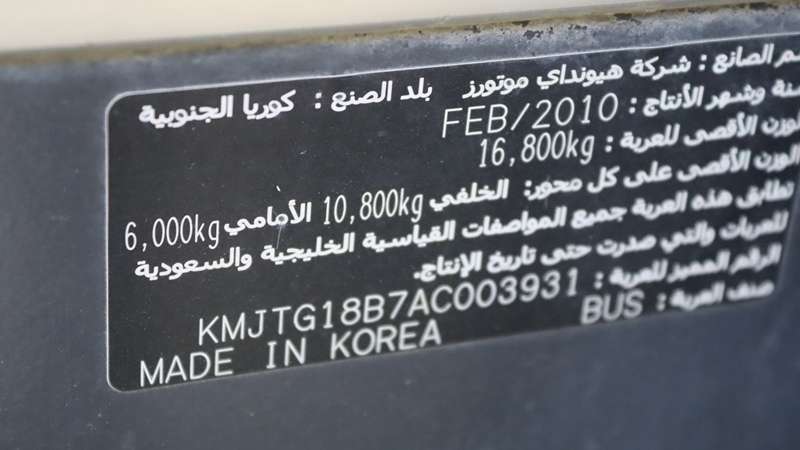 سم الصانع : شركة هيونداي موتورز بلد الصنع : كوريا الجنوبية
سنة وشهر الأنتاج : FEB/2010
الوزن الأقصى للعربة : 16,800kg
الوزن الأقصى على كل محور: الخلفي 10,800kg الأمامي 6,000kg
تطابق هذه العربة جميع المواصفات القياسية الخليجية والسعودية
للعربات والتي صدرت حتى تاريخ الإنتاج.
الرقم المميز للعربة : KMJTG18B7AC003931
صنف العربة : BUS
MADE IN KOREA